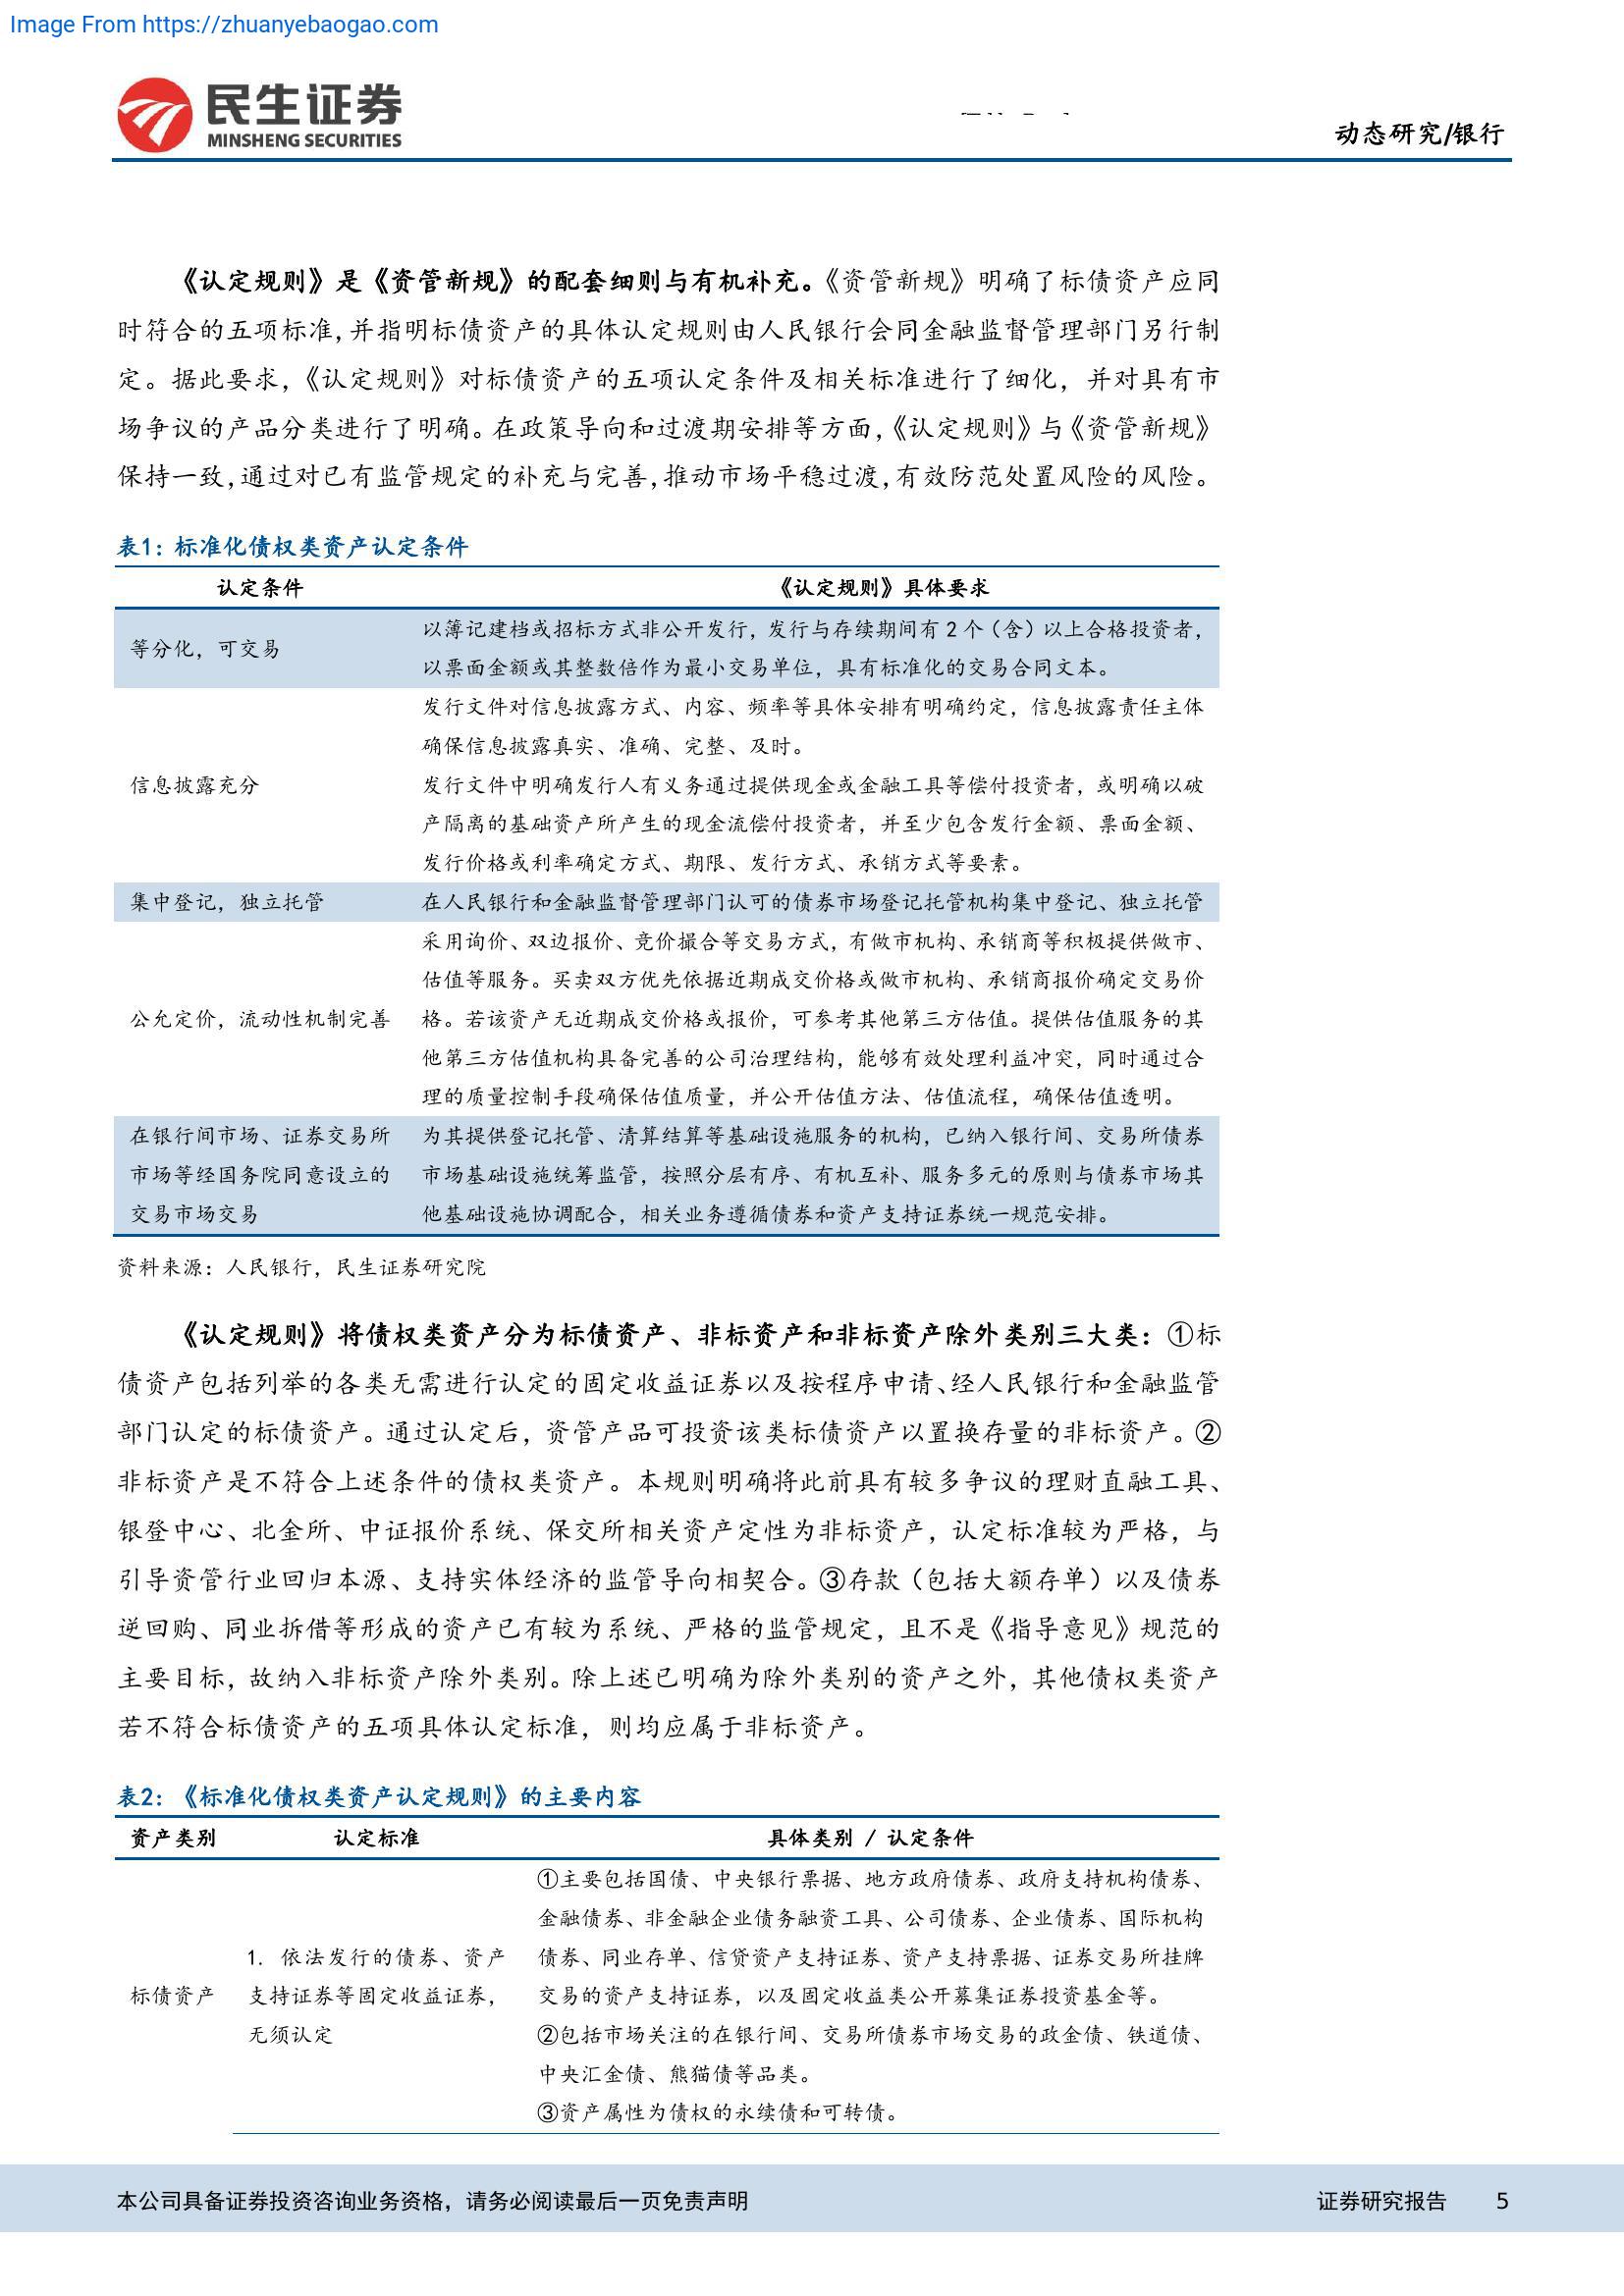 Image From https://zhuanyebaogao.com
民生证券
MINSHENG SECURITIES
动态研究/银行
《认定规则》是《资管新规》的配套细则与有机补充。《资管新规》明确了标债资产应同
时符合的五项标准,并指明标债资产的具体认定规则由人民银行会同金融监督管理部门另行制
定。据此要求,《认定规则》对标债资产的五项认定条件及相关标准进行了细化，并对具有市
场争议的产品分类进行了明确。在政策导向和过渡期安排等方面,《认定规则》与《资管新规》
保持一致,通过对已有监管规定的补充与完善,推动市场平稳过渡,有效防范处置风险的风险。
表1：标准化债权类资产认定条件
认定条件 《认定规则》具体要求
等分化，可交易
以薄记建档或招标方式非公开发行，发行与存续期间有 2 个（含）以上合格投资者，
以票面金额或其整数倍作为最小交易单位，具有标准化的交易合同文本。
信息披露充分
发行文件对信息披露方式、内容、频率等具体安排有明确约定，信息披露责任主体
确保信息披露真实、准确、完整、及时。
发行文件中明确发行人有义务通过提供现金或金融工具等偿付投资者，或明确以破
产隔离的基础资产所产生的现金流偿付投资者，并至少包含发行金额、票面金额、
发行价格或利率确定方式、期限、发行方式、承销方式等要素。
集中登记，独立托管 在人民银行和金融监督管理部门认可的债券市场登记托管机构集中登记、独立托管
公允定价，流动性机制完善
采用询价、双边报价、竞价撮合等交易方式，有做市机构、承销商等积极提供做市、
估值等服务。买卖双方优先依据近期成交价格或做市机构、承销商报价确定交易价
格。若该资产无近期成交价格或报价，可参考其他第三方估值。提供估值服务的其
他第三方估值机构具备完善的公司治理结构，能够有效处理利益冲突，同时通过合
理的质量控制手段确保估值质量，并公开估值方法、估值流程，确保估值透明。
在银行间市场、证券交易所
市场等经国务院同意设立的
交易市场交易
为其提供登记托管、清算结算等基础设施服务的机构，已纳入银行间、交易所债券
市场基础设施统筹监管，按照分层有序、有机互补、服务多元的原则与债券市场其
他基础设施协调配合，相关业务遵循债券和资产支持证券统一规范安排。
资料来源：人民银行，民生证券研究院
《认定规则》将债权类资产分为标债资产、非标资产和非标资产除外类别三大类：①标
债资产包括列举的各类无需进行认定的固定收益证券以及按程序申请、经人民银行和金融监管
部门认定的标债资产。通过认定后，资管产品可投资该类标债资产以置换存量的非标资产。②
非标资产是不符合上述条件的债权类资产。本规则明确将此前具有较多争议的理财直融工具、
银登中心、北金所、中证报价系统、保交所相关资产定性为非标资产，认定标准较为严格，与
引导资管行业回归本源、支持实体经济的监管导向相契合。③存款（包括大额存单）以及债券
逆回购、同业拆借等形成的资产已有较为系统、严格的监管规定，且不是《指导意见》规范的
主要目标，故纳入非标资产除外类别。除上述已明确为除外类别的资产之外，其他债权类资产
若不符合标债资产的五项具体认定标准，则均应属于非标资产。
表2：《标准化债权类资产认定规则》的主要内容
资产类别 认定标准 具体类别 / 认定条件
标债资产
1. 依法发行的债券、资产
支持证券等固定收益证券，
无须认定
①主要包括国债、中央银行票据、地方政府债券、政府支持机构债券、
金融债券、非金融企业债务融资工具、公司债券、企业债券、国际机构
债券、同业存单、信贷资产支持证券、资产支持票据、证券交易所挂牌
交易的资产支持证券，以及固定收益类公开募集证券投资基金等。
②包括市场关注的在银行间、交易所债券市场交易的政金债、铁道债、
中央汇金债、熊猫债等品类。
③资产属性为债权的永续债和可转债。
本公司具备证券投资咨询业务资格，请务必阅读最后一页免责声明 证券研究报告 5